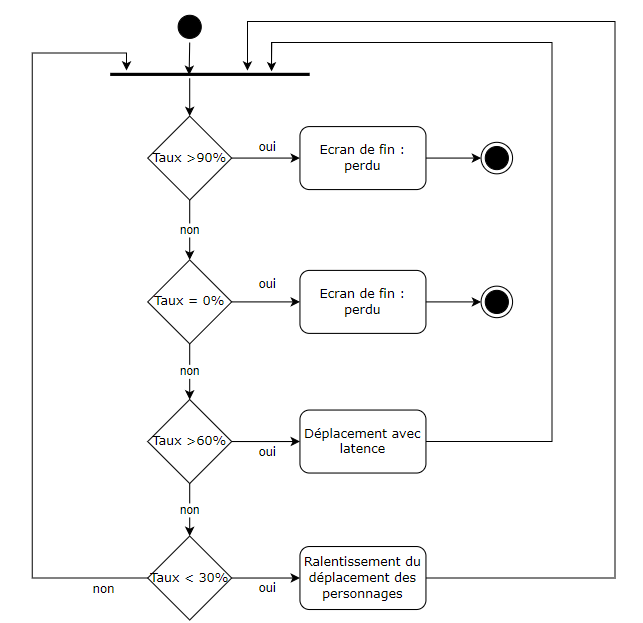 Taux >90%
oui
Ecran de fin :
perdu
non
Taux = 0%
oui
Ecran de fin :
perdu
non
Taux >60%
oui
Déplacement avec
latence
non
Taux < 30%
non
oui
Ralentissement du
déplacement des
personnages